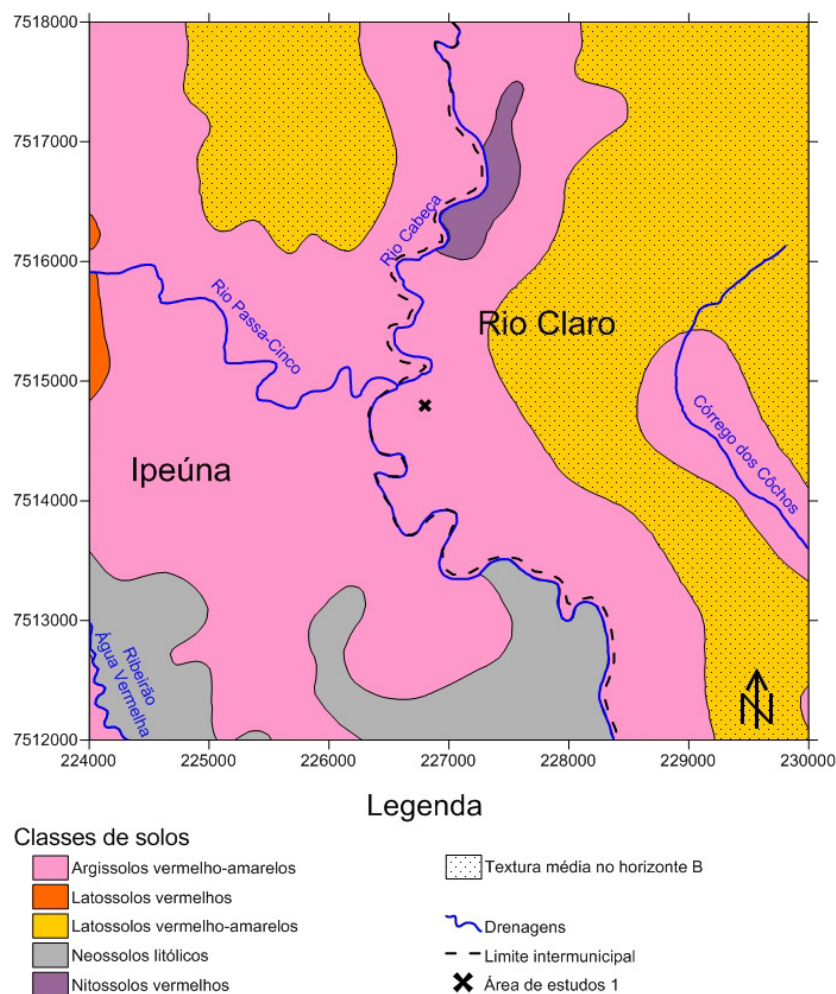 7518000
7517000
7516000
7515000
7514000
7513000
7512000
Rio Cabeça
Rio Passa-Cinco
Rio Claro
Ipeúna
Córrego dos Côchos
Ribeirão
Água Vermelha
N
224000 225000 226000 227000 228000 229000 230000
Legenda
Classes de solos
Argissolos vermelho-amarelos
Latossolos vermelhos
Latossolos vermelho-amarelos
Neossolos litólicos
Nitossolos vermelhos
Textura média no horizonte B
Drenagens
Limite intermunicipal
Área de estudos 1